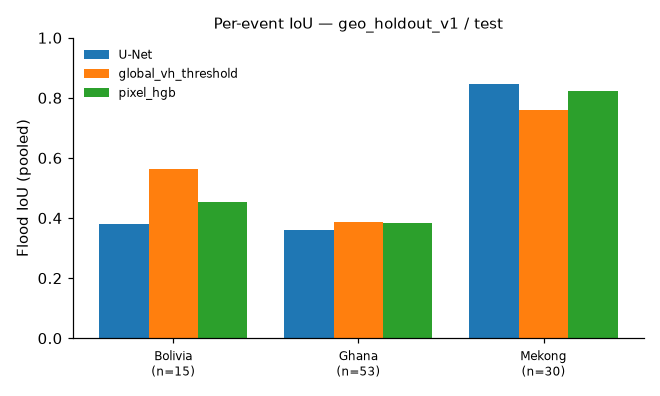 Per-event IoU — geo_holdout_v1 / test
Flood IoU (pooled)
1.0
0.8
0.6
0.4
0.2
0.0
U-Net
global_vh_threshold
pixel_hgb
Bolivia
(n=15)
Ghana
(n=53)
Mekong
(n=30)